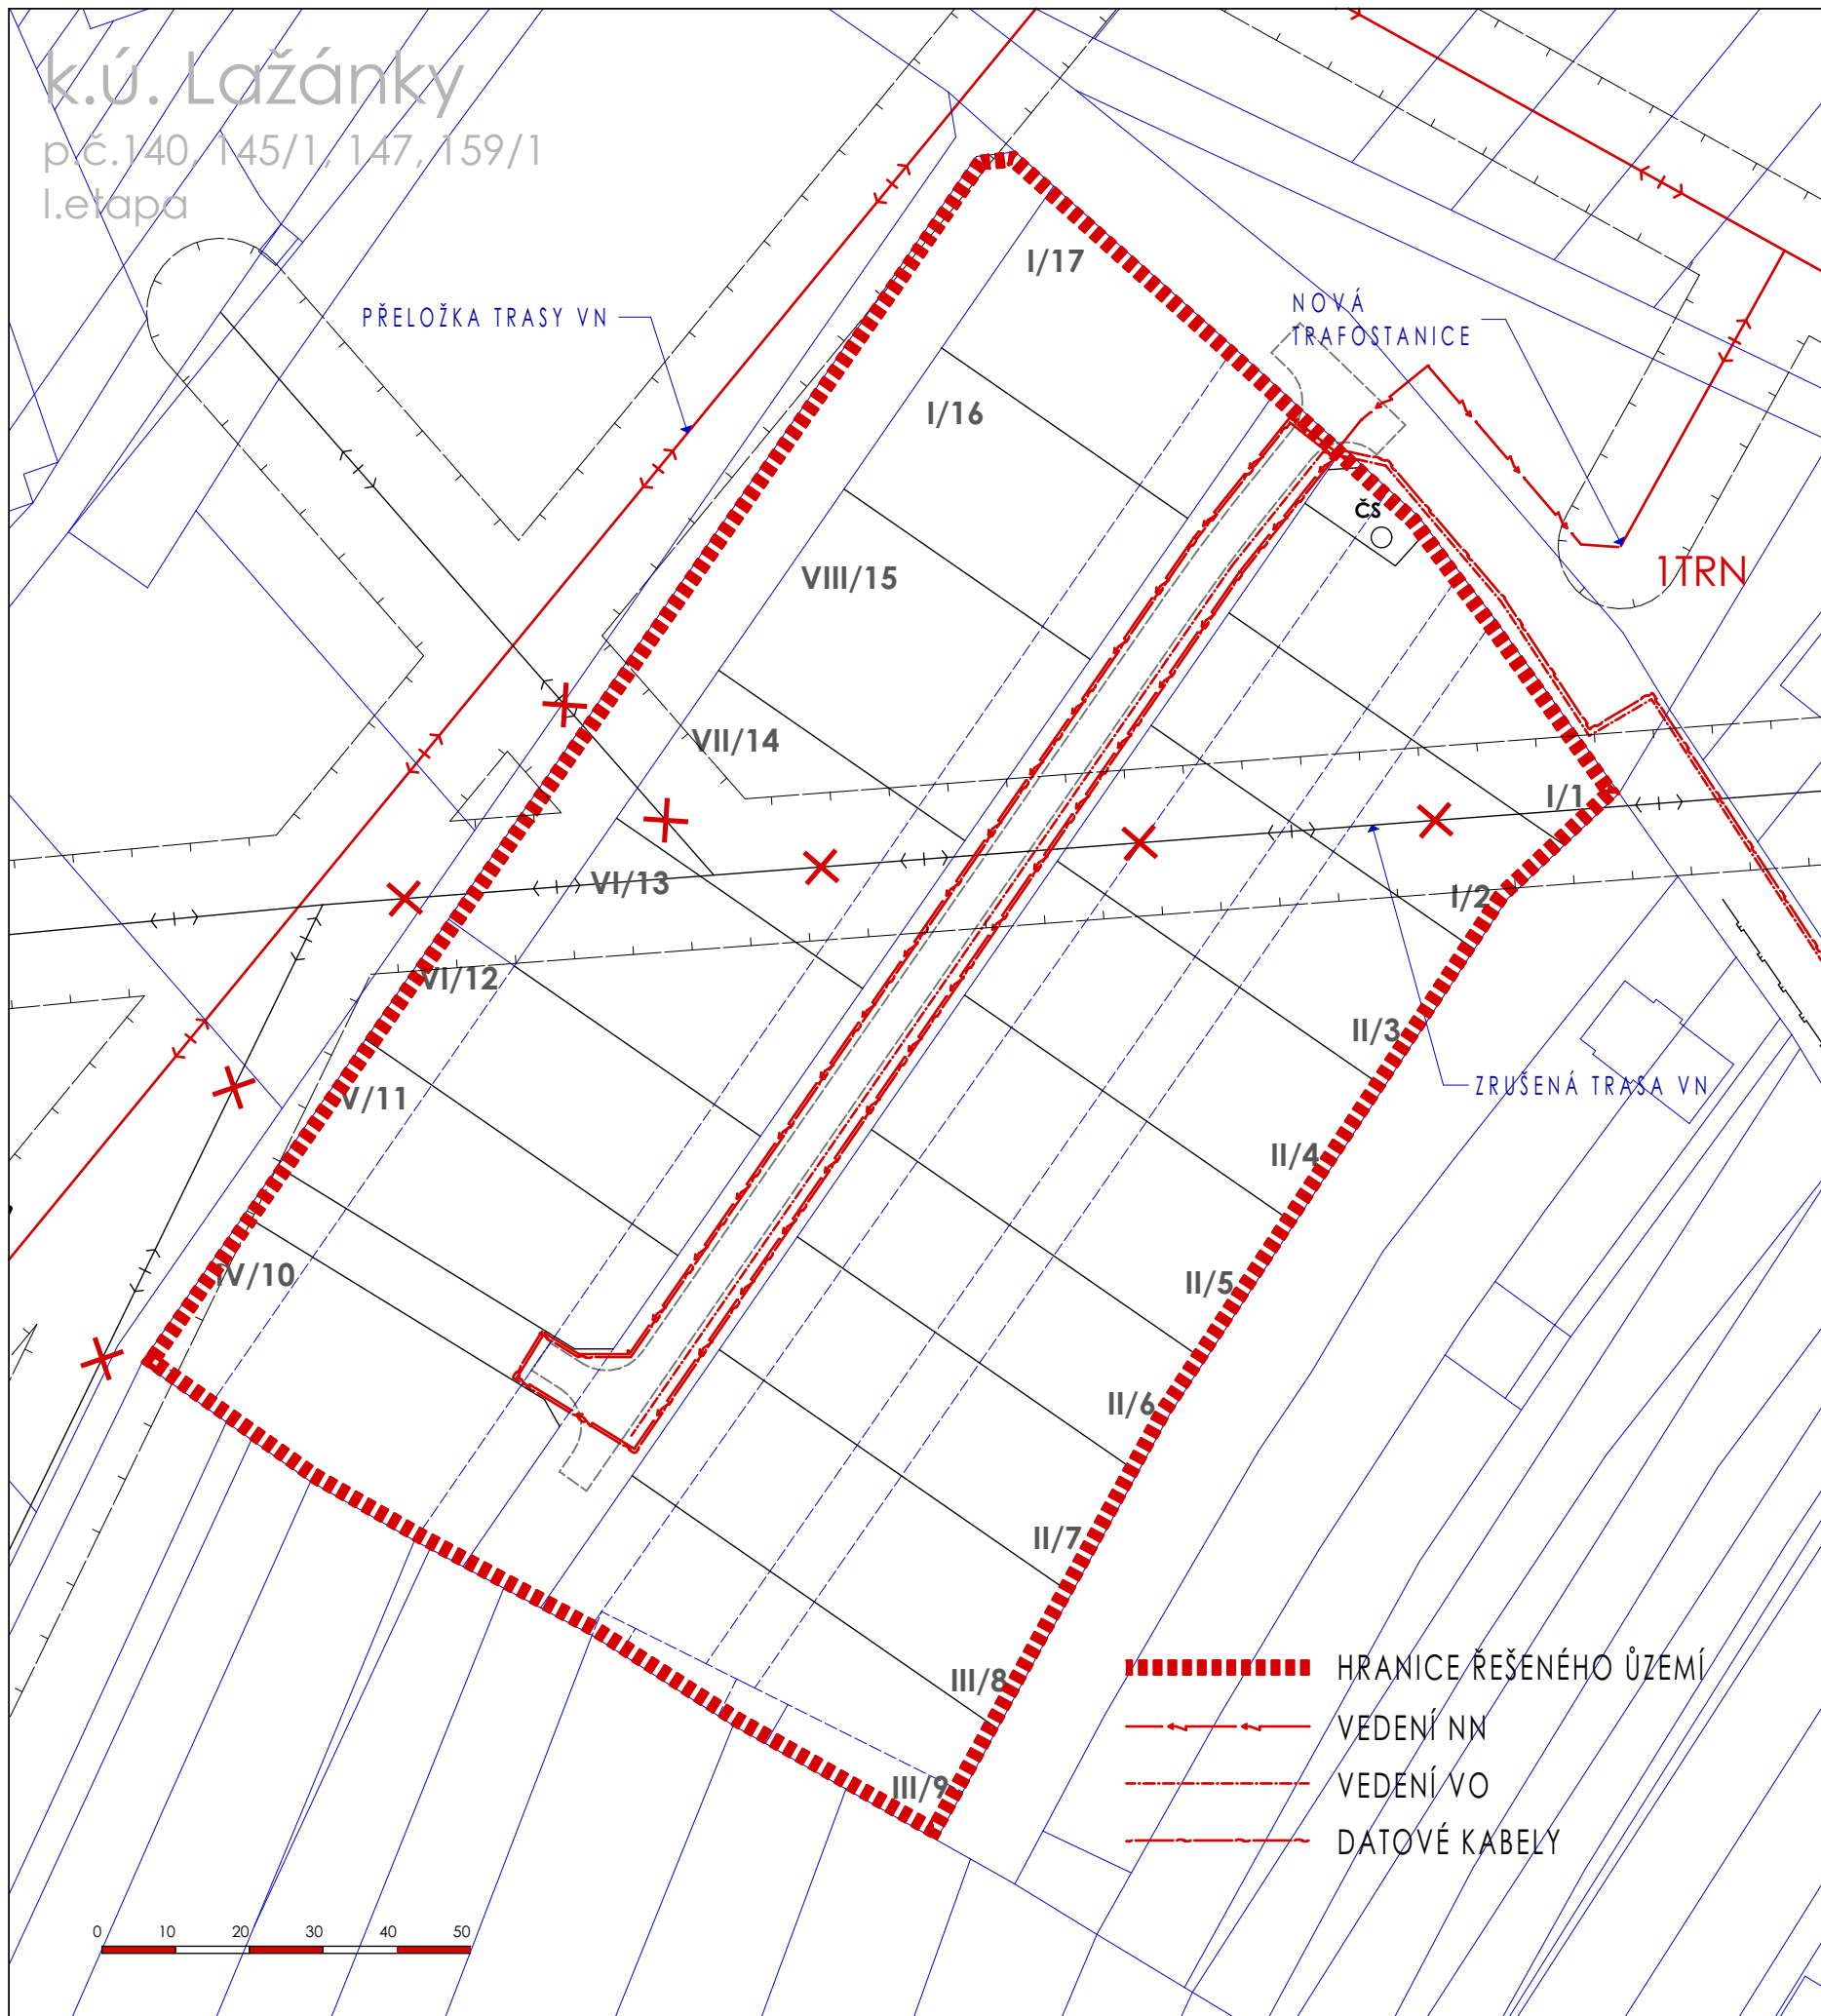 k.ú. Lažánky
p.č.140, 145/1, 147, 159/1
I.etapa
I/17
PŘELOŽKA TRASY VN
NOVÁ
TRAFOSTANICE
I/16
ČS
VIII/15
1TRN
VII/14
I/1
VI/13
I/2
VI/12
II/3
V/11
ZRUŠENÁ TRASA VN
II/4
IV/10
II/5
II/6
II/7
III/8
III/9
HRANICE ŘEŠENÉHO ŮZEMÍ
VEDENÍ NN
VEDENÍ VO
DATOVÉ KABELY
0 10 20 30 40 50